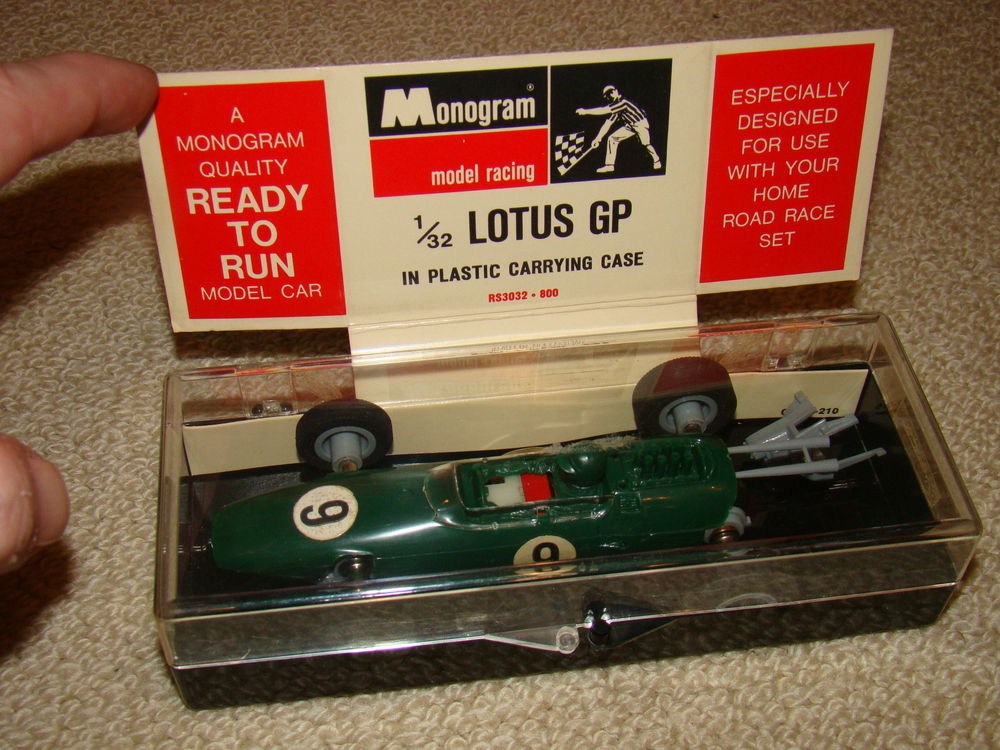 A
MONOGRAM
QUALITY
READY
TO
RUN
MODEL CAR
Monogram®
model racing
1/32 LOTUS GP
IN PLASTIC CARRYING CASE
RS3032 • 800
ESPECIALLY
DESIGNED
FOR USE
WITH YOUR
HOME
ROAD RACE
SET
-210
9
9